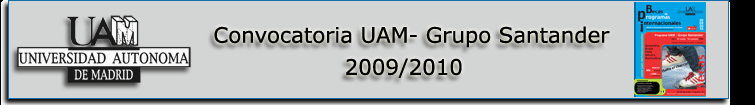 UAM
UNIVERSIDAD AUTONOMA
DE MADRID
Convocatoria UAM- Grupo Santander
2009/2010
Becas
programas
internacionales